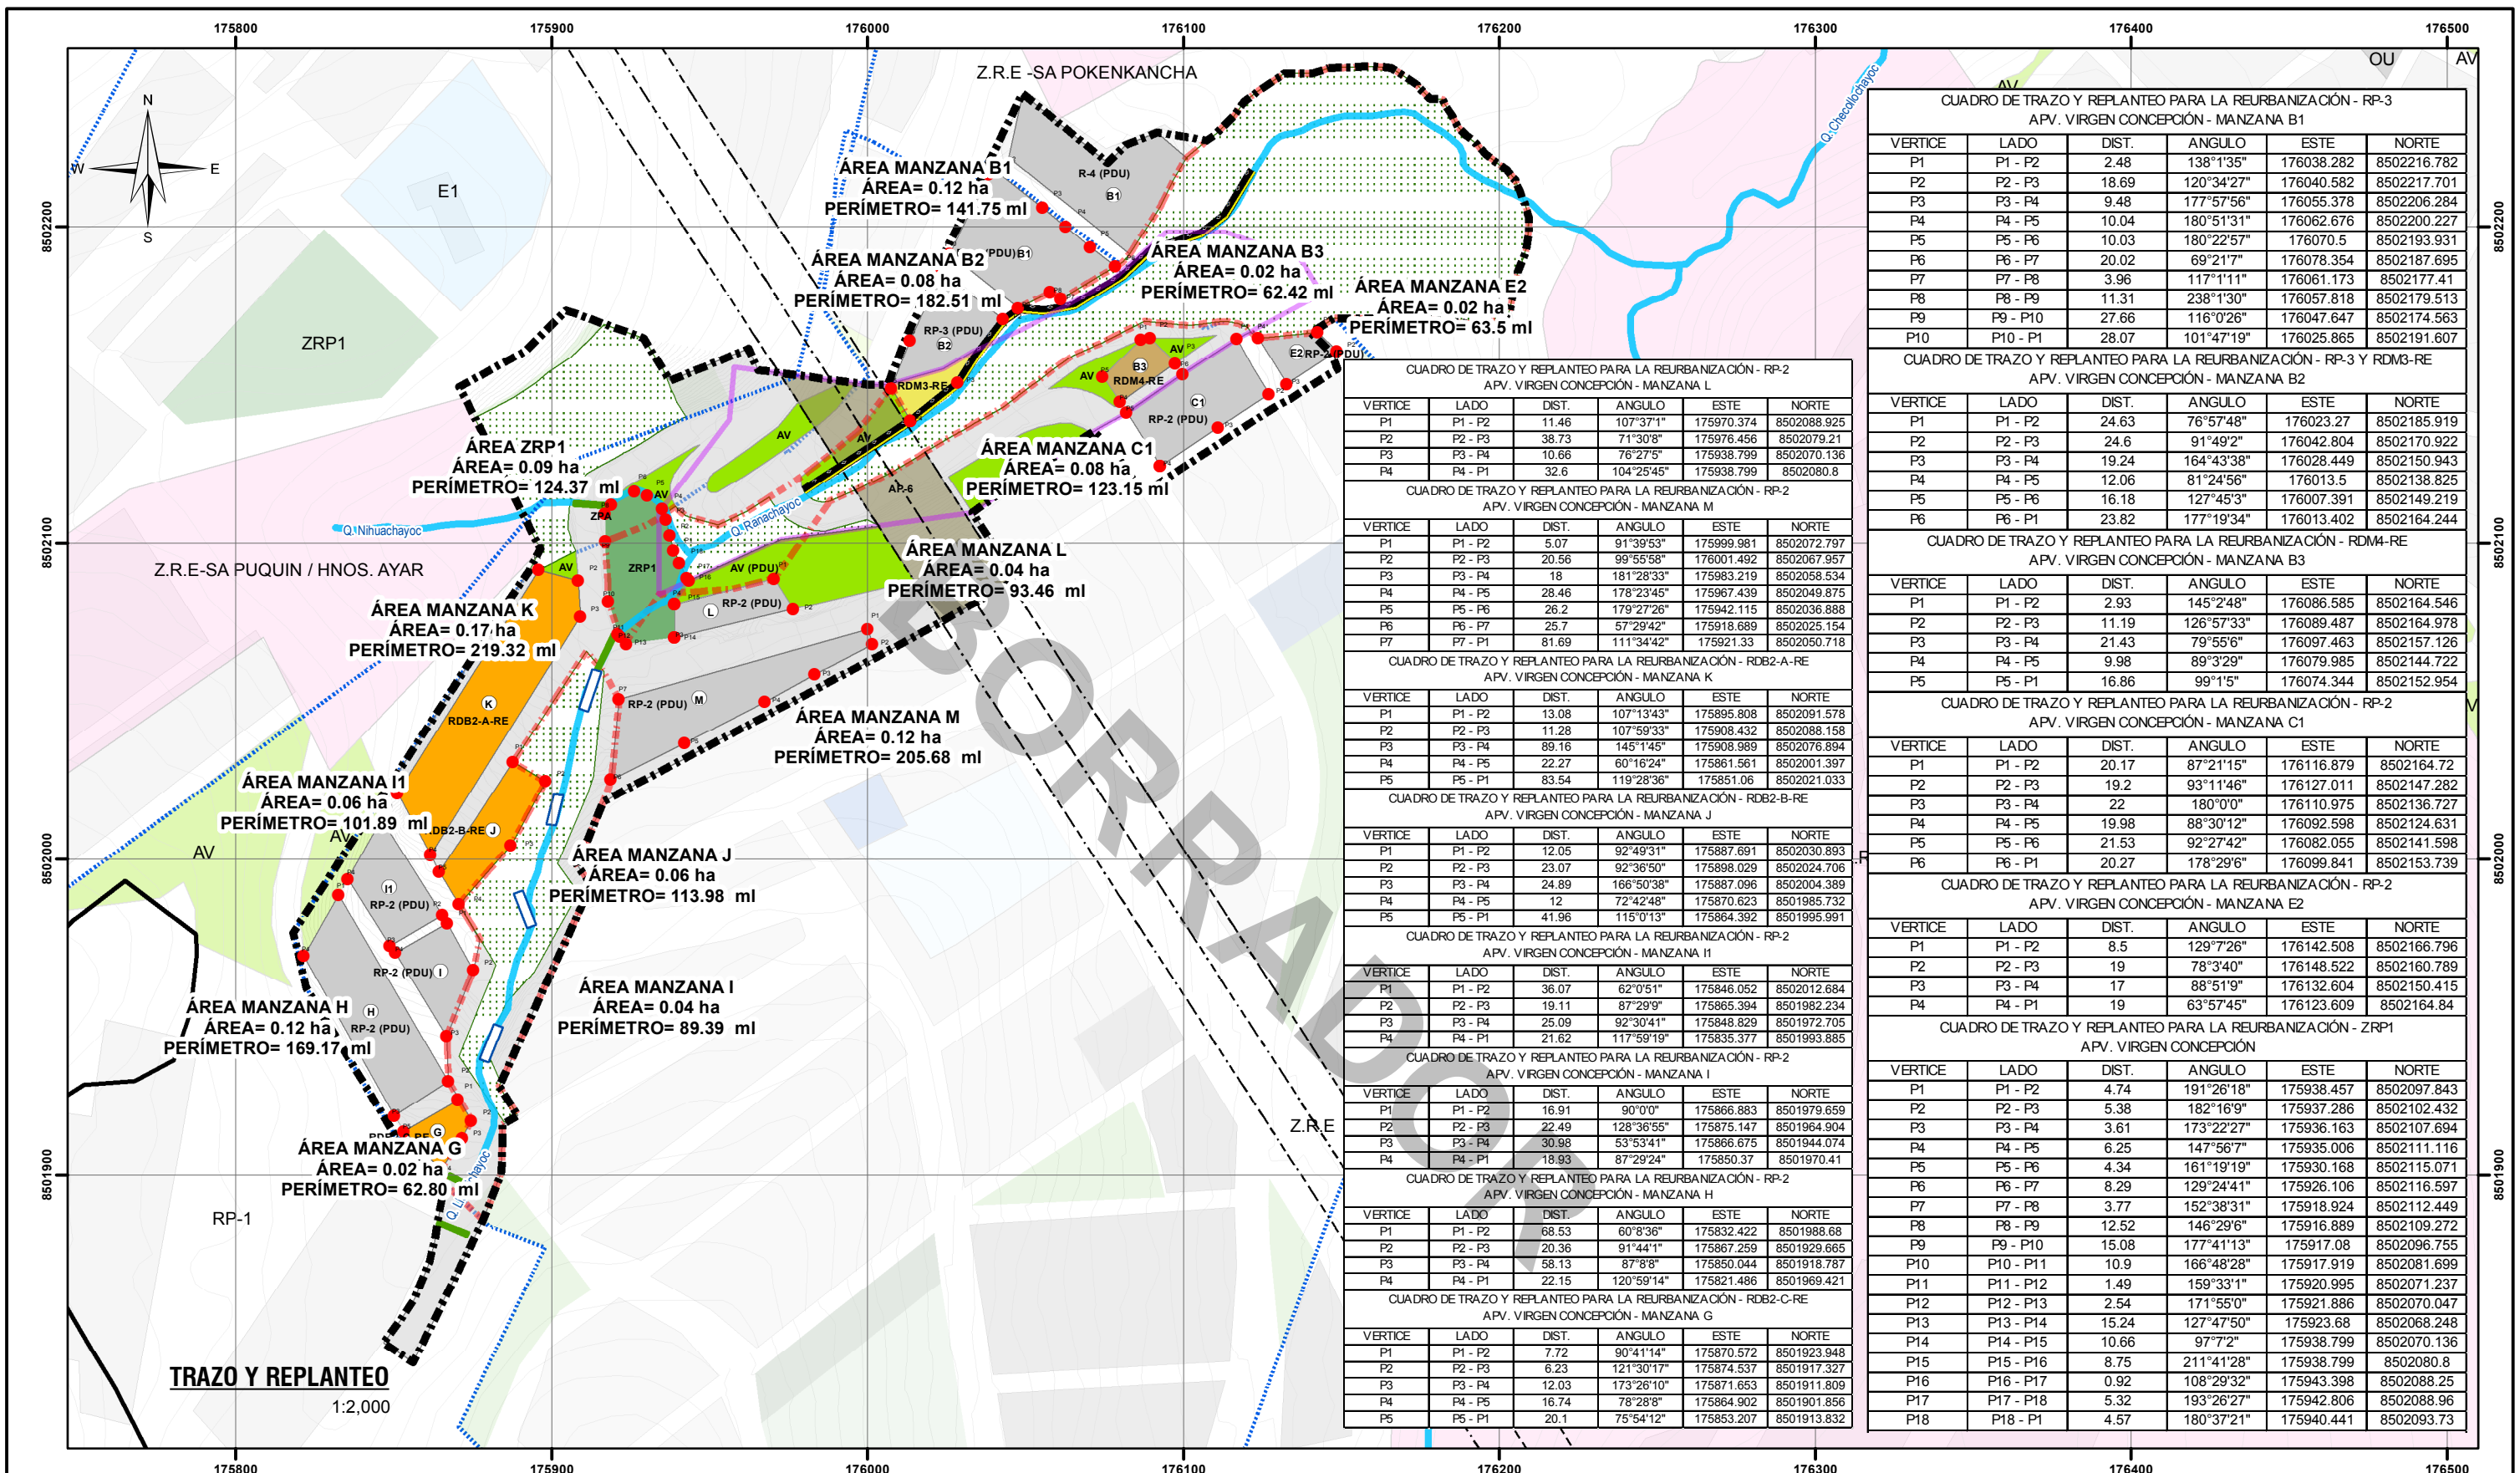 175800 175900 176000 176100 176200 176300 176400 176500
Z.R.E -SA POKENKANCHA
OU
AV
AV
N
W E
S
E1
ZRP1
Q. Checollochayoc
8502200
8502100
8502000
8501900
ÁREA MANZANA B1
ÁREA= 0.12 ha
PERÍMETRO= 141.75 ml
R-4 (PDU)
B1
ÁREA MANZANA B2
ÁREA= 0.08 ha
PERÍMETRO= 182.51 ml
B1
RP-3 (PDU)
B2
ÁREA MANZANA B3
ÁREA= 0.02 ha
PERÍMETRO= 62.42 ml
ÁREA MANZANA E2
ÁREA= 0.02 ha
PERÍMETRO= 63.5 ml
E2
RP-2 (PDU)
RDM3-RE
AV
B3
RDM4-RE
AV
C1
RP-2 (PDU)
ÁREA ZRP1
ÁREA= 0.09 ha
PERÍMETRO= 124.37 ml
AV
AV
ÁREA MANZANA C1
ÁREA= 0.08 ha
PERÍMETRO= 123.15 ml
AV
ZPA
Q. Nihuachayoc
Q. Ranachayoc
Z.R.E-SA PUQUIN / HNOS. AYAR
AV
ZRP1
AV (PDU)
ÁREA MANZANA L
ÁREA= 0.04 ha
PERÍMETRO= 93.46 ml
RP-2 (PDU)
L
ÁREA MANZANA K
ÁREA= 0.17 ha
PERÍMETRO= 219.32 ml
K
RDB2-A-RE
RP-2 (PDU)
M
ÁREA MANZANA M
ÁREA= 0.12 ha
PERÍMETRO= 205.68 ml
ÁREA MANZANA I1
ÁREA= 0.06 ha
PERÍMETRO= 101.89 ml
J
AV
AV
ÁREA MANZANA J
ÁREA= 0.06 ha
PERÍMETRO= 113.98 ml
I1
RP-2 (PDU)
RP-2 (PDU)
I
ÁREA MANZANA I
ÁREA= 0.04 ha
PERÍMETRO= 89.39 ml
ÁREA MANZANA H
ÁREA= 0.12 ha
PERÍMETRO= 169.17 ml
H
RP-2 (PDU)
G
ÁREA MANZANA G
ÁREA= 0.02 ha
PERÍMETRO= 62.80 ml
RP-1
Z.R.E
BORRADOR
TRAZO Y REPLANTEO
1:2,000
CUADRO DE TRAZO Y REPLANTEO PARA LA REURBANIZACIÓN - RP-2
APV. VIRGEN CONCEPCIÓN - MANZANA L
VERTICE LADO DIST. ANGULO ESTE NORTE
P1 P1 - P2 11.46 107°37'1" 175970.374 8502088.925
P2 P2 - P3 38.73 71°30'8" 175976.456 8502079.21
P3 P3 - P4 10.66 76°27'5" 175938.799 8502070.136
P4 P4 - P1 32.6 104°25'45" 175938.799 8502080.8
CUADRO DE TRAZO Y REPLANTEO PARA LA REURBANIZACIÓN - RP-2
APV. VIRGEN CONCEPCIÓN - MANZANA M
VERTICE LADO DIST. ANGULO ESTE NORTE
P1 P1 - P2 5.07 91°39'53" 175999.981 8502072.797
P2 P2 - P3 20.56 99°55'58" 176001.492 8502067.957
P3 P3 - P4 18 181°28'33" 175983.219 8502058.534
P4 P4 - P5 28.46 178°23'45" 175967.439 8502049.875
P5 P5 - P6 26.2 179°27'26" 175942.115 8502036.888
P6 P6 - P7 25.7 57°29'42" 175918.689 8502025.154
P7 P7 - P1 81.69 111°34'42" 175921.33 8502050.718
CUADRO DE TRAZO Y REPLANTEO PARA LA REURBANIZACIÓN - RDB2-A-RE
APV. VIRGEN CONCEPCIÓN - MANZANA K
VERTICE LADO DIST. ANGULO ESTE NORTE
P1 P1 - P2 13.08 107°13'43" 175895.808 8502091.578
P2 P2 - P3 11.28 107°59'33" 175908.432 8502088.158
P3 P3 - P4 89.16 145°1'45" 175908.989 8502076.894
P4 P4 - P5 22.27 60°16'24" 175861.561 8502001.397
P5 P5 - P1 83.54 119°28'36" 175851.06 8502021.033
CUADRO DE TRAZO Y REPLANTEO PARA LA REURBANIZACIÓN - RDB2-B-RE
APV. VIRGEN CONCEPCIÓN - MANZANA J
VERTICE LADO DIST. ANGULO ESTE NORTE
P1 P1 - P2 12.05 92°49'31" 175887.691 8502030.893
P2 P2 - P3 23.07 92°36'50" 175898.029 8502024.706
P3 P3 - P4 24.89 166°50'38" 175887.096 8502004.389
P4 P4 - P5 12 72°42'48" 175870.623 8501985.732
P5 P5 - P1 41.96 115°0'13" 175864.392 8501995.991
CUADRO DE TRAZO Y REPLANTEO PARA LA REURBANIZACIÓN - RP-2
APV. VIRGEN CONCEPCIÓN - MANZANA I1
VERTICE LADO DIST. ANGULO ESTE NORTE
P1 P1 - P2 36.07 62°0'51" 175846.052 8502012.684
P2 P2 - P3 19.11 87°29'9" 175865.394 8501982.234
P3 P3 - P4 25.09 92°30'41" 175848.829 8501972.705
P4 P4 - P1 21.62 117°59'19" 175835.377 8501993.885
CUADRO DE TRAZO Y REPLANTEO PARA LA REURBANIZACIÓN - RP-2
APV. VIRGEN CONCEPCIÓN - MANZANA I
VERTICE LADO DIST. ANGULO ESTE NORTE
P1 P1 - P2 16.91 90°0'0" 175866.883 8501979.659
P2 P2 - P3 22.49 128°36'55" 175875.147 8501964.904
P3 P3 - P4 30.98 53°53'41" 175866.675 8501944.074
P4 P4 - P1 18.93 87°29'24" 175850.37 8501970.41
CUADRO DE TRAZO Y REPLANTEO PARA LA REURBANIZACIÓN - RP-2
APV. VIRGEN CONCEPCIÓN - MANZANA H
VERTICE LADO DIST. ANGULO ESTE NORTE
P1 P1 - P2 68.53 60°8'36" 175832.422 8501988.68
P2 P2 - P3 20.36 91°44'1" 175867.259 8501929.665
P3 P3 - P4 58.13 87°8'8" 175850.044 8501918.787
P4 P4 - P1 22.15 120°59'14" 175821.486 8501969.421
CUADRO DE TRAZO Y REPLANTEO PARA LA REURBANIZACIÓN - RDB2-C-RE
APV. VIRGEN CONCEPCIÓN - MANZANA G
VERTICE LADO DIST. ANGULO ESTE NORTE
P1 P1 - P2 7.72 90°41'14" 175870.572 8501923.948
P2 P2 - P3 6.23 121°30'17" 175874.537 8501917.327
P3 P3 - P4 12.03 173°26'10" 175871.653 8501911.809
P4 P4 - P5 16.74 78°28'8" 175864.902 8501901.856
P5 P5 - P1 20.1 75°54'12" 175853.207 8501913.832
CUADRO DE TRAZO Y REPLANTEO PARA LA REURBANIZACIÓN - RP-3
APV. VIRGEN CONCEPCIÓN - MANZANA B1
VERTICE LADO DIST. ANGULO ESTE NORTE
P1 P1 - P2 2.48 138°1'35" 176038.282 8502216.782
P2 P2 - P3 18.69 120°34'27" 176040.582 8502217.701
P3 P3 - P4 9.48 177°57'56" 176055.378 8502206.284
P4 P4 - P5 10.04 180°51'31" 176062.676 8502200.227
P5 P5 - P6 10.03 180°22'57" 176070.5 8502193.931
P6 P6 - P7 20.02 69°21'7" 176078.354 8502187.695
P7 P7 - P8 3.96 117°1'11" 176061.173 8502177.41
P8 P8 - P9 11.31 238°1'30" 176057.818 8502179.513
P9 P9 - P10 27.66 116°0'26" 176047.647 8502174.563
P10 P10 - P1 28.07 101°47'19" 176025.865 8502191.607
CUADRO DE TRAZO Y REPLANTEO PARA LA REURBANIZACIÓN - RP-3 Y RDM3-RE
APV. VIRGEN CONCEPCIÓN - MANZANA B2
VERTICE LADO DIST. ANGULO ESTE NORTE
P1 P1 - P2 24.63 76°57'48" 176023.27 8502185.919
P2 P2 - P3 24.6 91°49'2" 176042.804 8502170.922
P3 P3 - P4 19.24 164°43'38" 176028.449 8502150.943
P4 P4 - P5 12.06 81°24'56" 176013.5 8502138.825
P5 P5 - P6 16.18 127°45'3" 176007.391 8502149.219
P6 P6 - P1 23.82 177°19'34" 176013.402 8502164.244
CUADRO DE TRAZO Y REPLANTEO PARA LA REURBANIZACIÓN - RDM4-RE
APV. VIRGEN CONCEPCIÓN - MANZANA B3
VERTICE LADO DIST. ANGULO ESTE NORTE
P1 P1 - P2 2.93 145°2'48" 176086.585 8502164.546
P2 P2 - P3 11.19 126°57'33" 176089.487 8502164.978
P3 P3 - P4 21.43 79°55'6" 176097.463 8502157.126
P4 P4 - P5 9.98 89°3'29" 176079.985 8502144.722
P5 P5 - P1 16.86 99°1'5" 176074.344 8502152.954
CUADRO DE TRAZO Y REPLANTEO PARA LA REURBANIZACIÓN - RP-2
APV. VIRGEN CONCEPCIÓN - MANZANA C1
VERTICE LADO DIST. ANGULO ESTE NORTE
P1 P1 - P2 20.17 87°21'15" 176116.879 8502164.72
P2 P2 - P3 19.2 93°11'46" 176127.011 8502147.282
P3 P3 - P4 22 180°0'0" 176110.975 8502136.727
P4 P4 - P5 19.98 88°30'12" 176092.598 8502124.631
P5 P5 - P6 21.53 92°27'42" 176082.055 8502141.598
P6 P6 - P1 20.27 178°29'6" 176099.841 8502153.739
CUADRO DE TRAZO Y REPLANTEO PARA LA REURBANIZACIÓN - RP-2
APV. VIRGEN CONCEPCIÓN - MANZANA E2
VERTICE LADO DIST. ANGULO ESTE NORTE
P1 P1 - P2 8.5 129°7'26" 176142.508 8502166.796
P2 P2 - P3 19 78°3'40" 176148.522 8502160.789
P3 P3 - P4 17 88°51'9" 176132.604 8502150.415
P4 P4 - P1 19 63°57'45" 176123.609 8502164.84
CUADRO DE TRAZO Y REPLANTEO PARA LA REURBANIZACIÓN - ZRP1
APV. VIRGEN CONCEPCIÓN
VERTICE LADO DIST. ANGULO ESTE NORTE
P1 P1 - P2 4.74 191°26'18" 175938.457 8502097.843
P2 P2 - P3 5.38 182°16'9" 175937.286 8502102.432
P3 P3 - P4 3.61 173°22'27" 175936.163 8502107.694
P4 P4 - P5 6.25 147°56'7" 175935.006 8502111.116
P5 P5 - P6 4.34 161°19'19" 175930.168 8502115.071
P6 P6 - P7 8.29 129°24'41" 175926.106 8502116.597
P7 P7 - P8 3.77 152°38'31" 175918.924 8502112.449
P8 P8 - P9 12.52 146°29'6" 175916.889 8502109.272
P9 P9 - P10 15.08 177°41'13" 175917.08 8502096.755
P10 P10 - P11 10.9 166°48'28" 175917.919 8502081.699
P11 P11 - P12 1.49 159°33'1" 175920.995 8502071.237
P12 P12 - P13 2.54 171°55'0" 175921.886 8502070.047
P13 P13 - P14 15.24 127°47'50" 175923.68 8502068.248
P14 P14 - P15 10.66 97°7'2" 175938.799 8502070.136
P15 P15 - P16 8.75 211°41'28" 175938.799 8502080.8
P16 P16 - P17 0.92 108°29'32" 175943.398 8502088.25
P17 P17 - P18 5.32 193°26'27" 175942.806 8502088.96
P18 P18 - P1 4.57 180°37'21" 175940.441 8502093.73
8502200
8502100
8502000
8501900
175800 175900 176000 176100 176200 176300 176400 176500